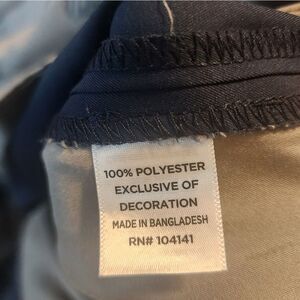 100% POLYESTER
EXCLUSIVE OF
DECORATION
MADE IN BANGLADESH
RN# 104141